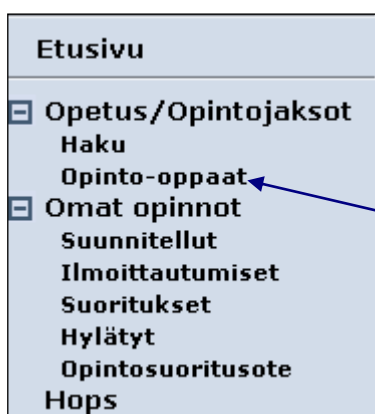 Etusivu
Opetus/Opintojaksot
Haku
Opinto-oppaat
Omat opinnot
Suunnitellut
Ilmoittautumiset
Suoritukset
Hylätyt
Opintosuoritusote
Hops